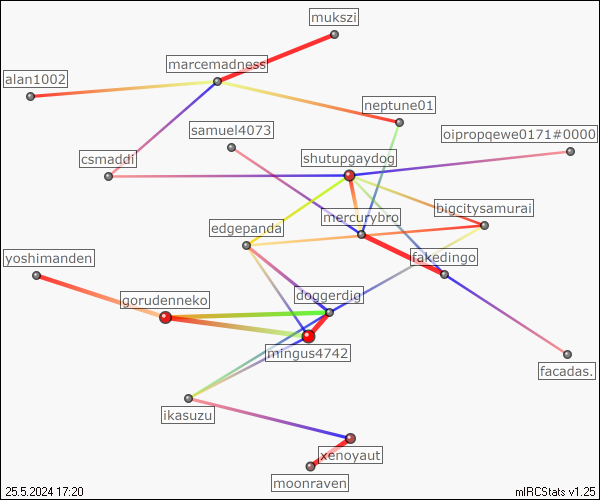 mukszi
marcemadness
alan1002
neptune01
samuel4073
oipropqewe0171#0000
csmaddi
shutupgaydog
bigcitysamurai
mercurybro
edgepanda
yoshimanden
fakedingo
doggerdig
gorudenneko
mingus4742
facadas.
ikasuzu
xenoyaut
moonraven
25.5.2024 17:20
mIRCStats v1.25